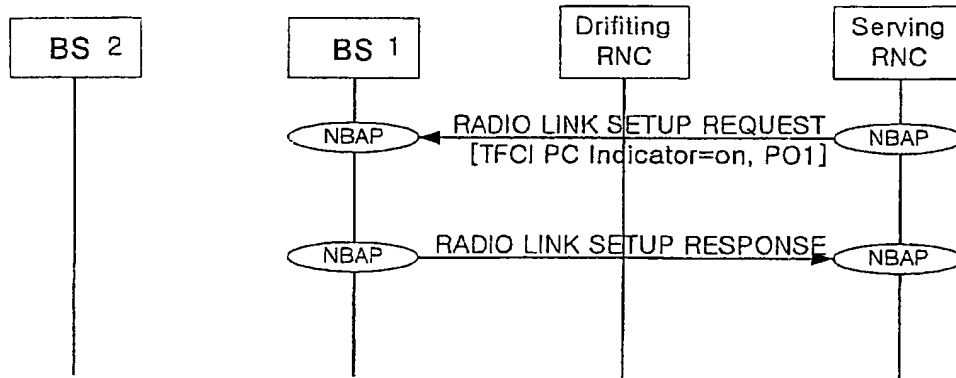 BS 2
BS 1
Drifiting
RNC
Serving
RNC
NBAP
RADIO LINK SETUP REQUEST
[TFCI PC Indicator=on, PO1]
NBAP
NBAP
RADIO LINK SETUP RESPONSE
NBAP